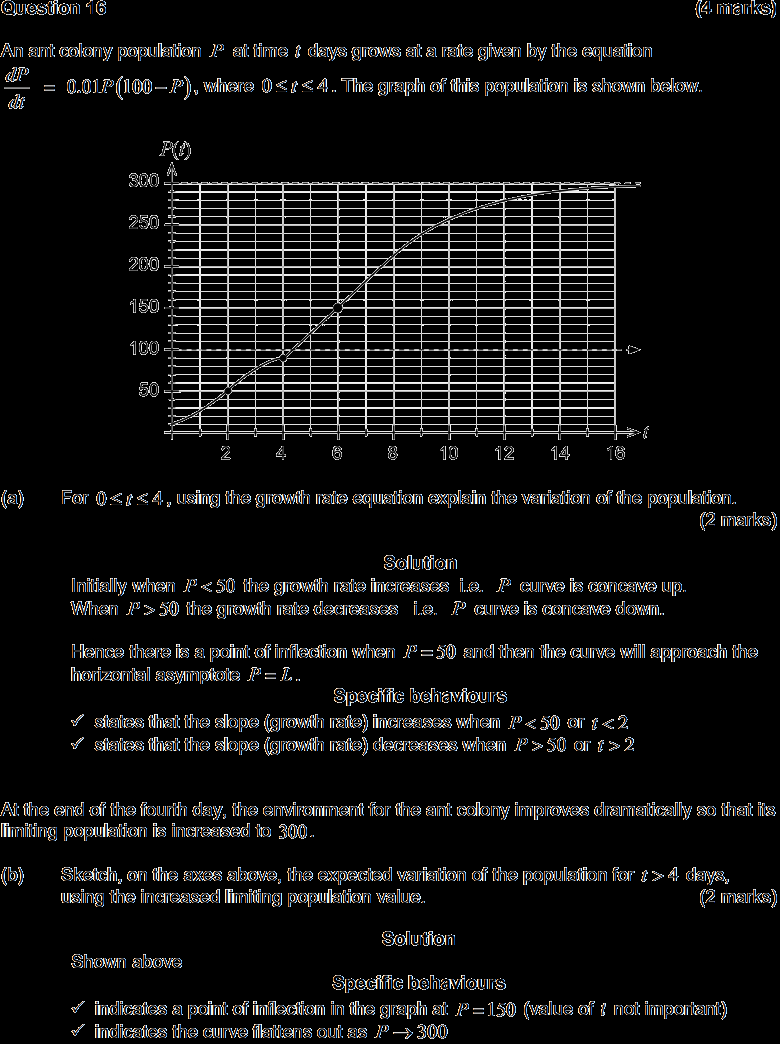 Question 16 (4 marks)
An ant colony population P at time t days grows at a rate given by the equation
dP/dt = 0.01P(100 − P), where 0 ≤ t ≤ 4. The graph of this population is shown below.
P(t)
300
250
200
150
100
50
2 4 6 8 10 12 14 16 t
(a) For 0 ≤ t ≤ 4, using the growth rate equation explain the variation of the population.
(2 marks)
Solution
Initially when P < 50 the growth rate increases i.e. P curve is concave up.
When P > 50 the growth rate decreases i.e. P curve is concave down.
Hence there is a point of inflection when P = 50 and then the curve will approach the
horizontal asymptote P = L.
Specific behaviours
✓ states that the slope (growth rate) increases when P < 50 or t < 2
✓ states that the slope (growth rate) decreases when P > 50 or t > 2
At the end of the fourth day, the environment for the ant colony improves dramatically so that its
limiting population is increased to 300.
(b) Sketch, on the axes above, the expected variation of the population for t > 4 days,
using the increased limiting population value. (2 marks)
Solution
Shown above
Specific behaviours
✓ indicates a point of inflection in the graph at P = 150 (value of t not important)
✓ indicates the curve flattens out as P → 300